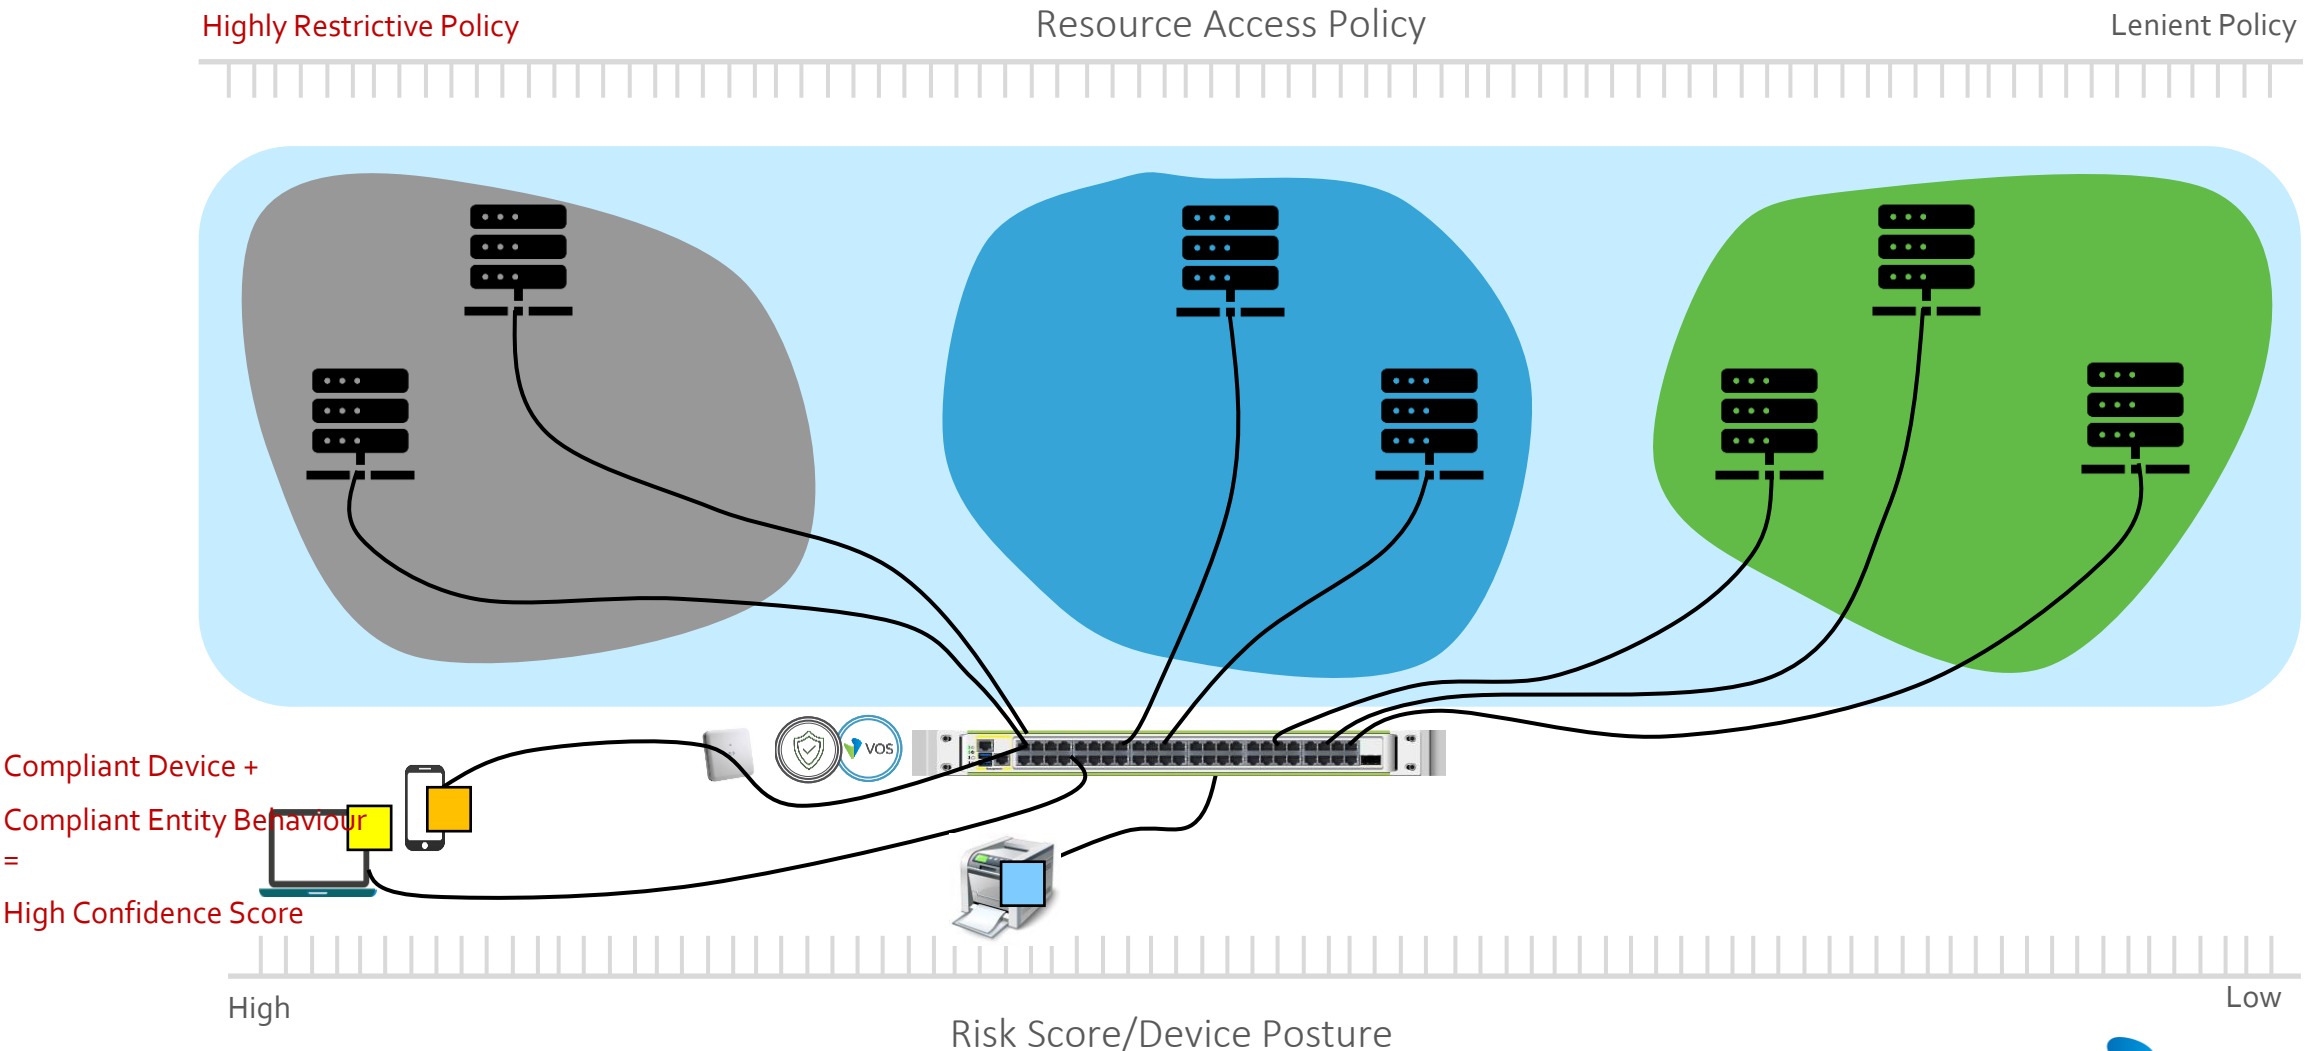 Highly Restrictive Policy
Resource Access Policy
Lenient Policy
VOS
Compliant Device +
Compliant Entity Behaviour
=
High Confidence Score
High
Low
Risk Score/Device Posture